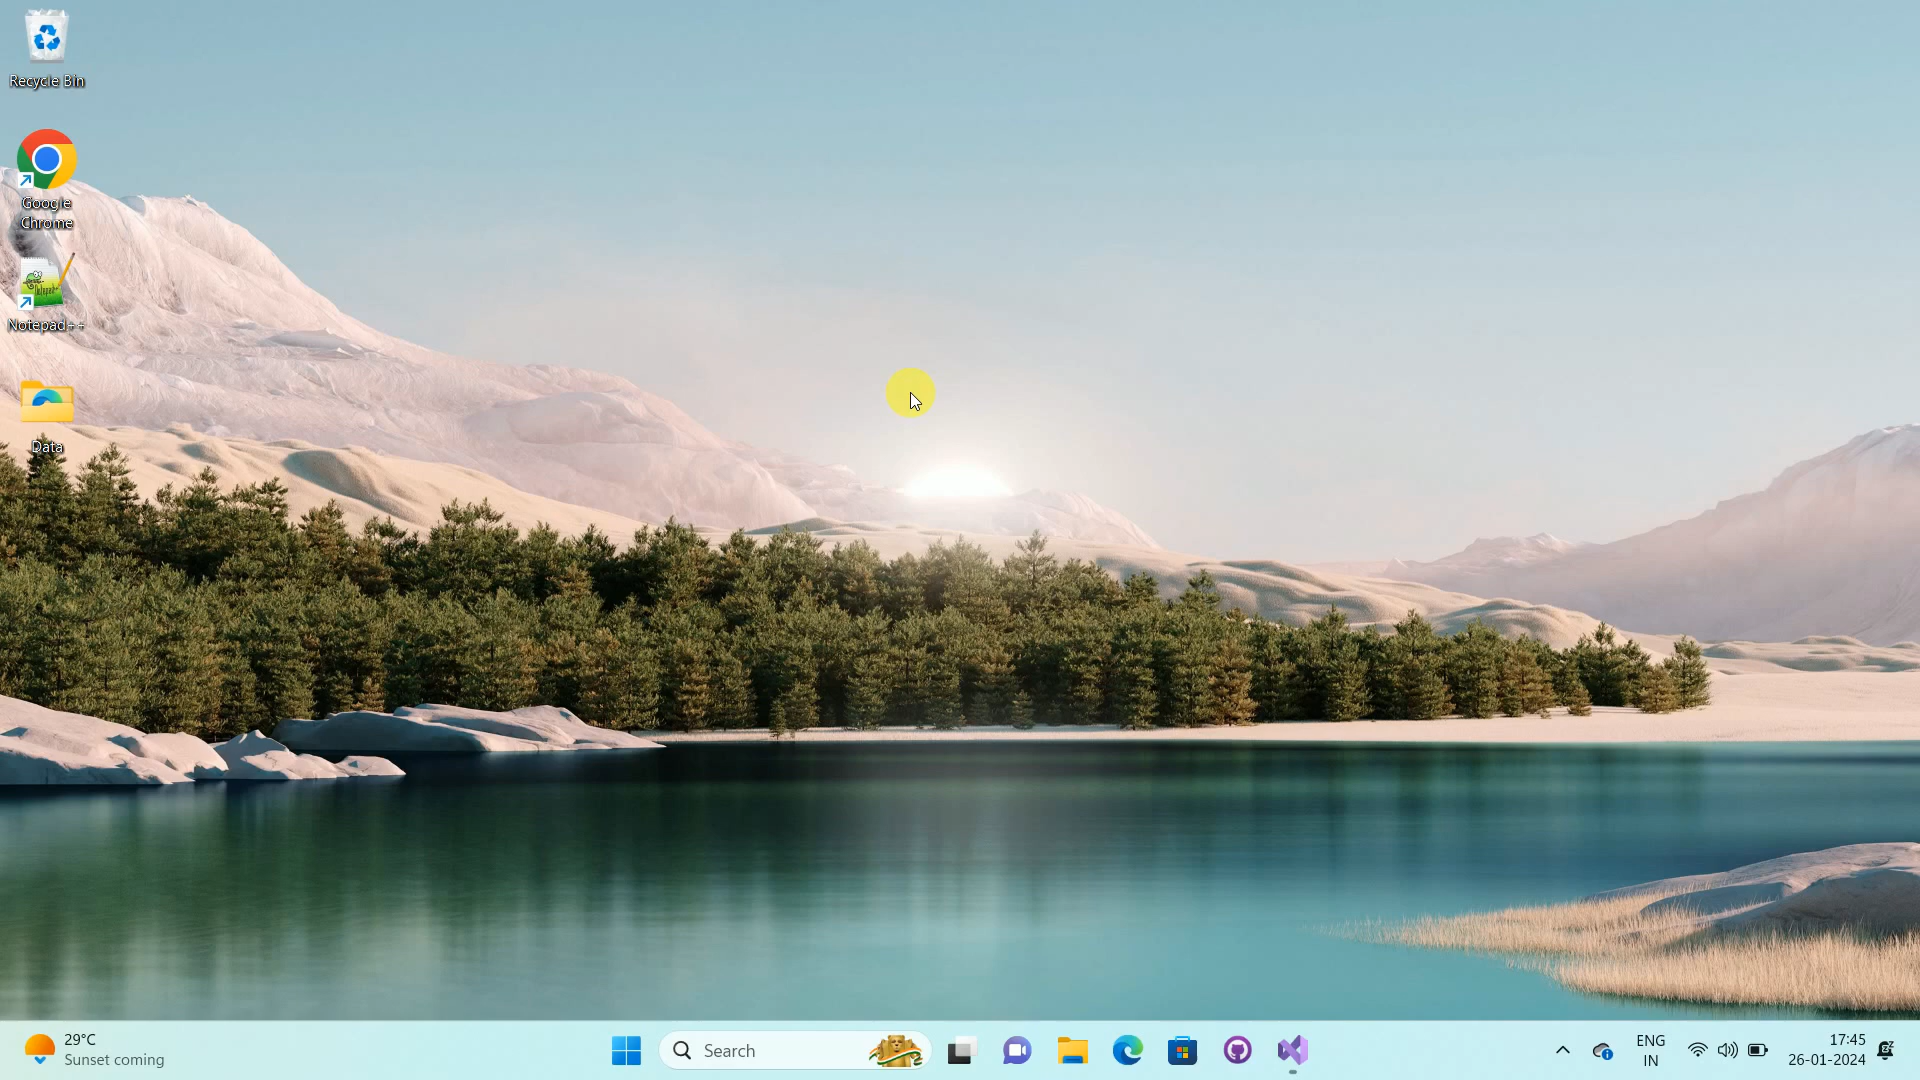 Recycle Bin
Google
Chrome
Notepad++
Data
29°C
Sunset coming
Search
ENG
IN
17:45
26-01-2024